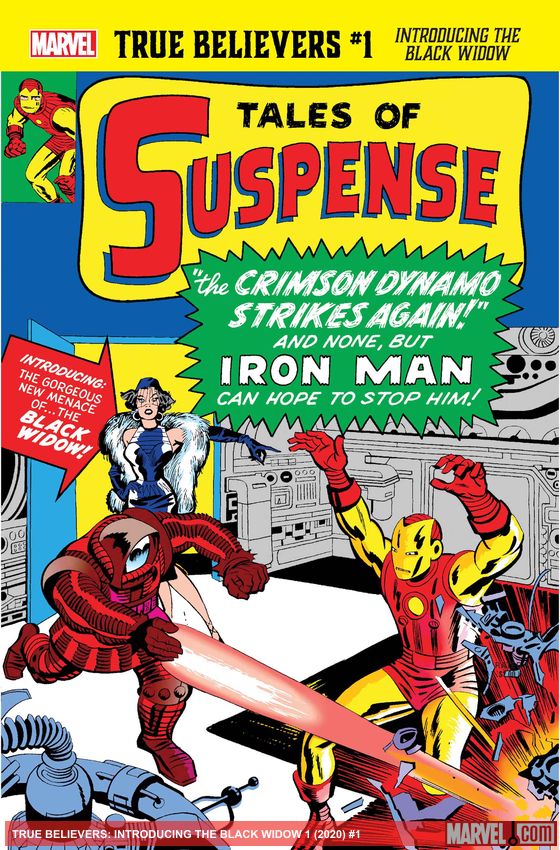 MARVEL
TRUE BELIEVERS #1
INTRODUCING THE
BLACK WIDOW
TALES OF
SUSPENSE
"the CRIMSON DYNAMO
STRIKES AGAIN!"
AND NONE, BUT
IRON MAN
CAN HOPE TO STOP HIM!
INTRODUCING:
THE GORGEOUS
NEW MENACE
OF...THE
BLACK
WIDOW!
TRUE BELIEVERS: INTRODUCING THE BLACK WIDOW 1 (2020) #1
MARVEL.com